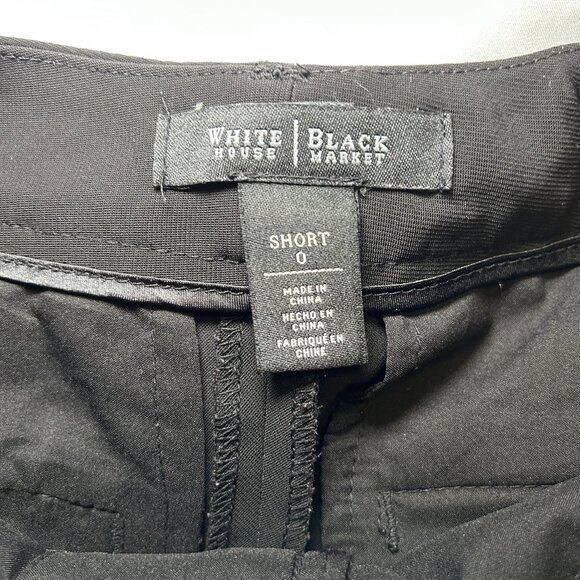 WHITE | BLACK
HOUSE | MARKET
SHORT
0
MADE IN
CHINA
HECHO EN
CHINA
FABRIQUÉ EN
CHINE